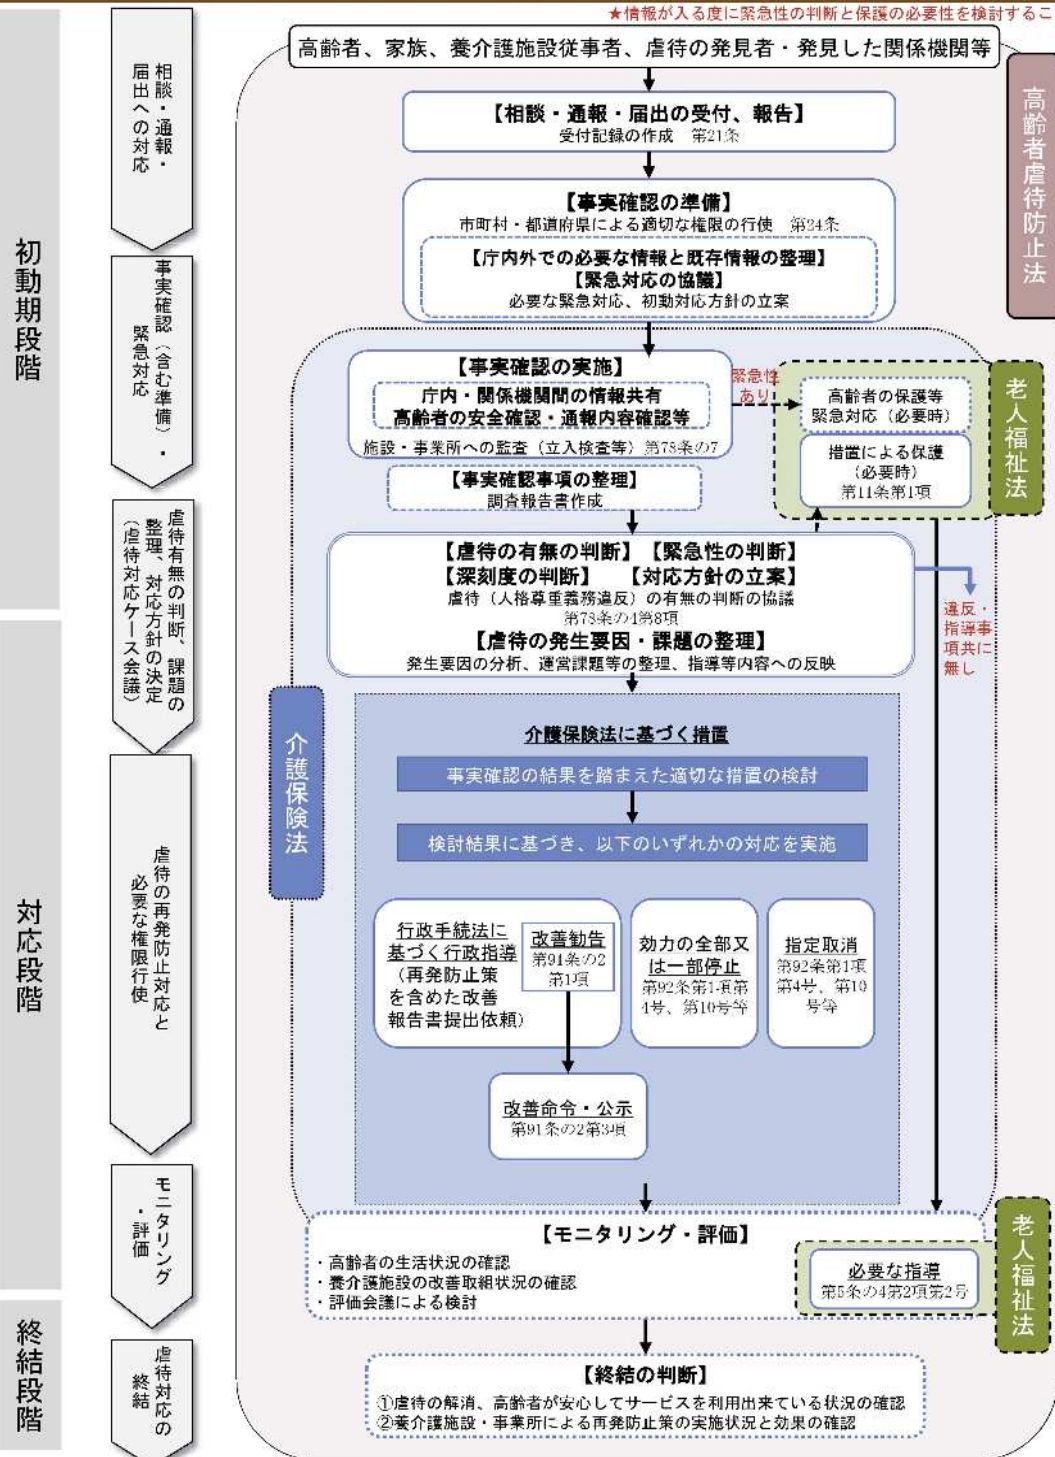 ★情報が入る度に緊急性の判断と保護の必要性を検討するこ
高齢者、家族、養介護施設従事者、虐待の発見者・発見した関係機関等
高齢者虐待防止法
初動期段階
相談・通報・
届出への対応
【相談・通報・届出の受付、報告】
受付記録の作成 第21条
【事実確認の準備】
市町村・都道府県による適切な権限の行使 第24条
【庁内外での必要な情報と既存情報の整理】
【緊急対応の協議】
必要な緊急対応、初動対応方針の立案
事実確認（含む準備）・
緊急対応
【事実確認の実施】
庁内・関係機関間の情報共有
高齢者の安全確認・通報内容確認等
施設・事業所への監査（立入検査等）第78条の7
緊急性
あり
高齢者の保護等
緊急対応（必要時）
措置による保護
（必要時）
第11条第1項
老人福祉法
【事実確認事項の整理】
調査報告書作成
虐待有無の判断、課題の
整理、対応方針の決定
（虐待対応ケース会議）
【虐待の有無の判断】【緊急性の判断】
【深刻度の判断】 【対応方針の立案】
虐待（人格尊重義務違反）の有無の判断の協議
第78条の4第8項
【虐待の発生要因・課題の整理】
発生要因の分析、運営課題等の整理、指導等内容への反映
違反・
指導事
項共に
無し
対応段階
虐待の再発防止対応と
必要な権限行使
介護保険法
介護保険法に基づく措置
事実確認の結果を踏まえた適切な措置の検討
検討結果に基づき、以下のいずれかの対応を実施
行政手続法に
基づく行政指導
（再発防止策
を含めた改善
報告書提出依頼）
改善勧告
第91条の2
第1項
効力の全部又
は一部停止
第92条第1項第
4号、第10号等
指定取消
第92条第1項
第4号、第10
号等
改善命令・公示
第91条の2第3項
モニタリング
・評価
【モニタリング・評価】
・高齢者の生活状況の確認
・養介護施設の改善取組状況の確認
・評価会議による検討
必要な指導
第5条の4第2項第2号
老人福祉法
終結段階
虐待対応の
終結
【終結の判断】
①虐待の解消、高齢者が安心してサービスを利用出来ている状況の確認
②養介護施設・事業所による再発防止策の実施状況と効果の確認